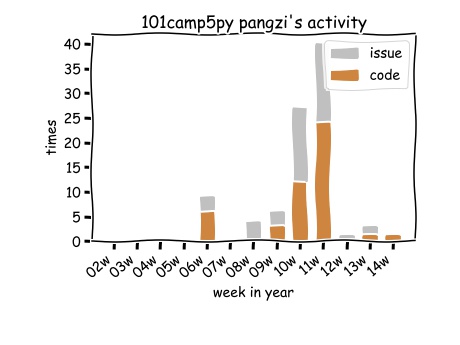 101camp5py pangzi's activity
issue
code
40
35
30
25
20
15
10
5
0
times
02w 03w 04w 05w 06w 07w 08w 09w 10w 11w 12w 13w 14w
week in year